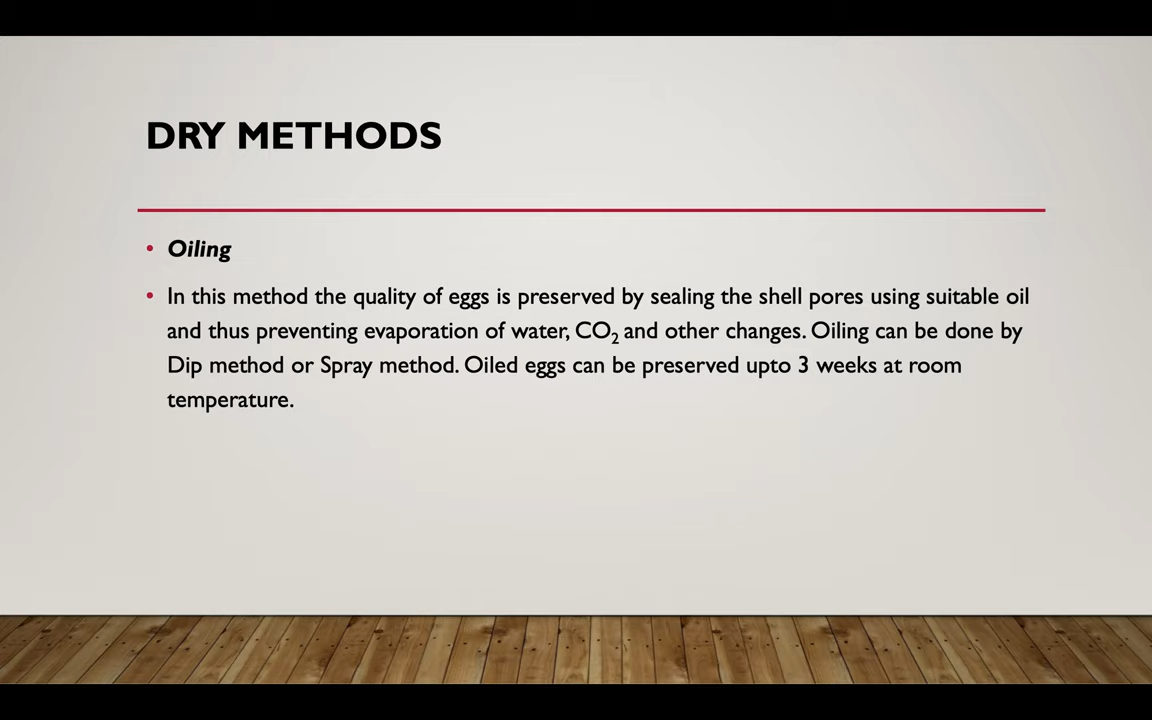 DRY METHODS
• Oiling
• In this method the quality of eggs is preserved by sealing the shell pores using suitable oil
and thus preventing evaporation of water, CO₂ and other changes. Oiling can be done by
Dip method or Spray method. Oiled eggs can be preserved upto 3 weeks at room
temperature.